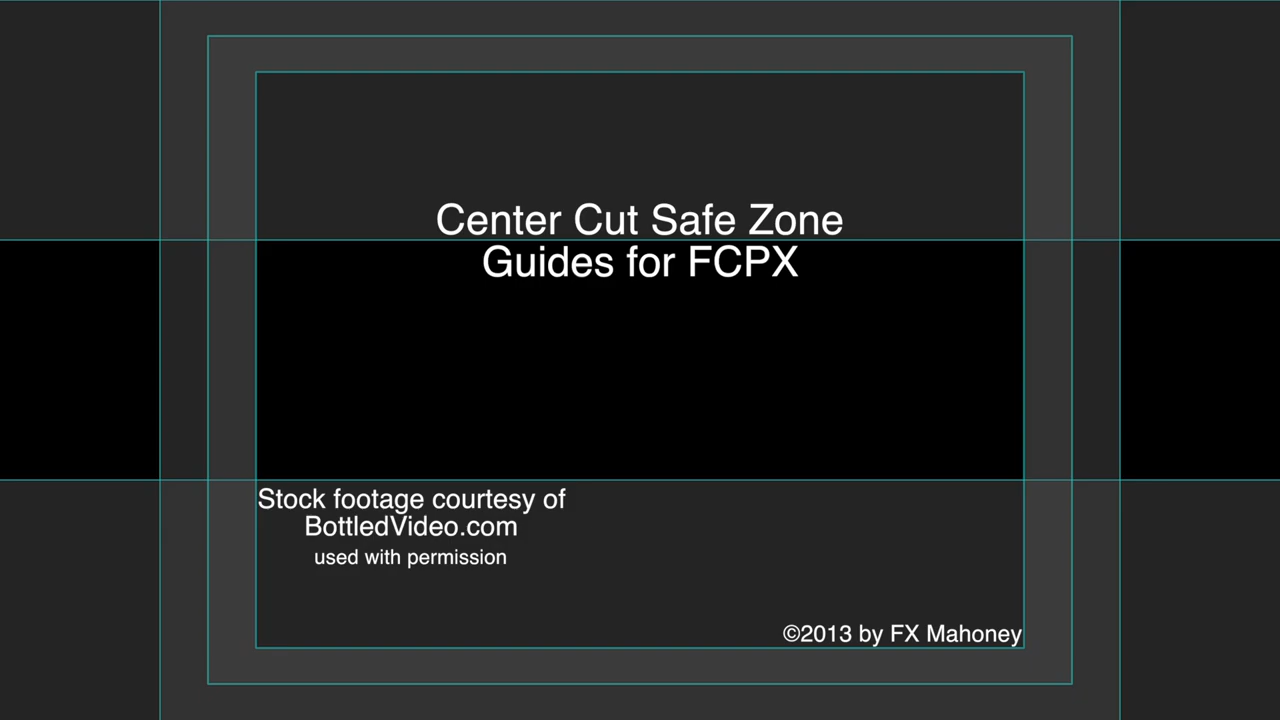 Center Cut Safe Zone
Guides for FCPX
Stock footage courtesy of
BottledVideo.com
used with permission
©2013 by FX Mahoney